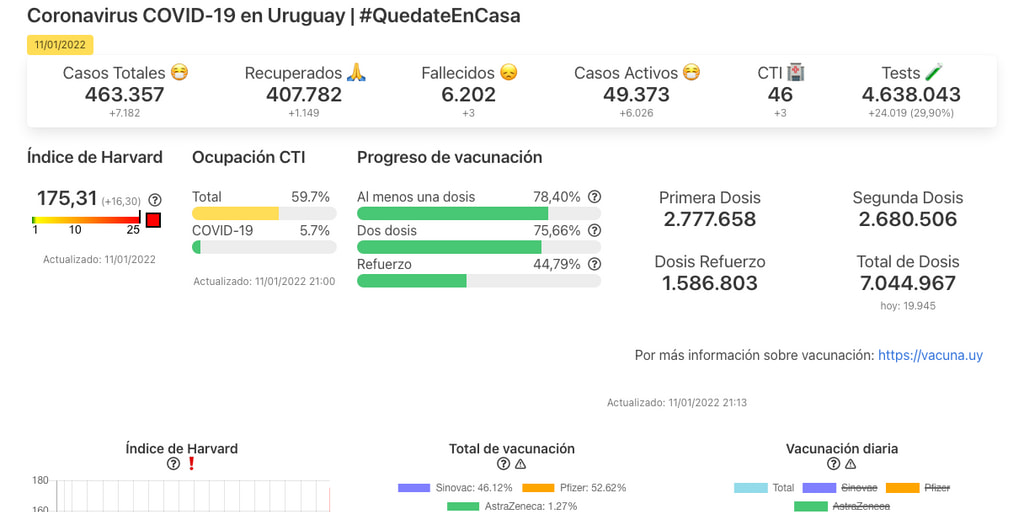 Coronavirus COVID-19 en Uruguay | #QuedateEnCasa
11/01/2022
Casos Totales Recuperados Fallecidos Casos Activos CTI Tests
463.357 407.782 6.202 49.373 46 4.638.043
+7.182 +1.149 +3 +6.026 +3 +24.019 (29,90%)
Índice de Harvard Ocupación CTI Progreso de vacunación
175,31 (+16,30)
1 10 25
Actualizado: 11/01/2022
Total 59.7%
COVID-19 5.7%
Actualizado: 11/01/2022 21:00
Al menos una dosis 78,40%
Dos dosis 75,66%
Refuerzo 44,79%
Primera Dosis Segunda Dosis
2.777.658 2.680.506
Dosis Refuerzo Total de Dosis
1.586.803 7.044.967
hoy: 19.945
Por más información sobre vacunación: https://vacuna.uy
Actualizado: 11/01/2022 21:13
Índice de Harvard
180
160
Total de vacunación
Sinovac: 46.12% Pfizer: 52.62%
AstraZeneca: 1.27%
Vacunación diaria
Total Sinovac Pfizer
AstraZeneca